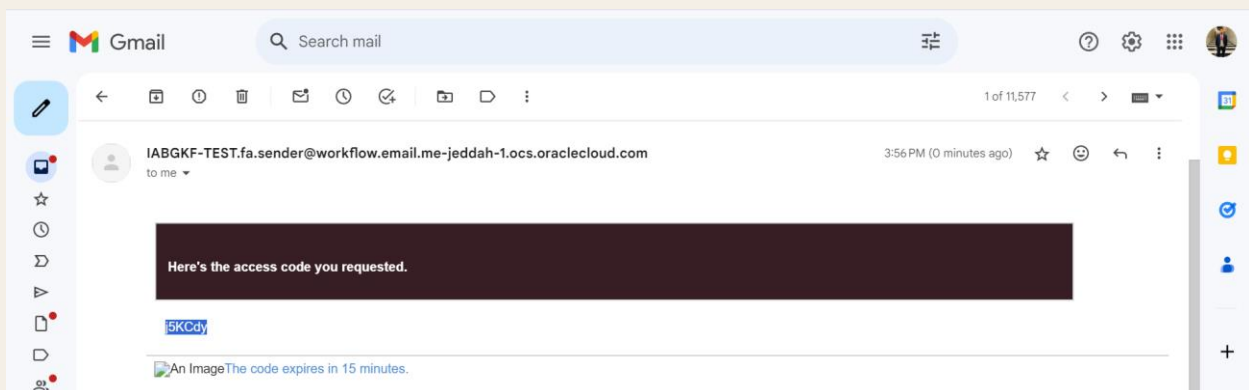 Gmail
Search mail
1 of 11,577
IABGKF-TEST.fa.sender@workflow.email.me-jeddah-1.ocs.oraclecloud.com
3:56 PM (0 minutes ago)
to me
31
Here's the access code you requested.
j5KCdy
An ImageThe code expires in 15 minutes.